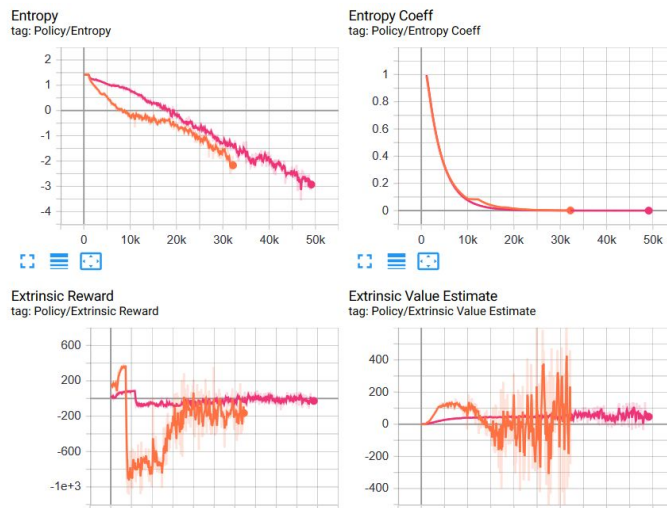 Entropy
tag: Policy/Entropy
2
1
0
-1
-2
-3
-4
0 10k 20k 30k 40k 50k
Entropy Coeff
tag: Policy/Entropy Coeff
1
0.8
0.6
0.4
0.2
0
0 10k 20k 30k 40k 50k
Extrinsic Reward
tag: Policy/Extrinsic Reward
600
200
-200
-600
-1e+3
Extrinsic Value Estimate
tag: Policy/Extrinsic Value Estimate
400
200
0
-200
-400